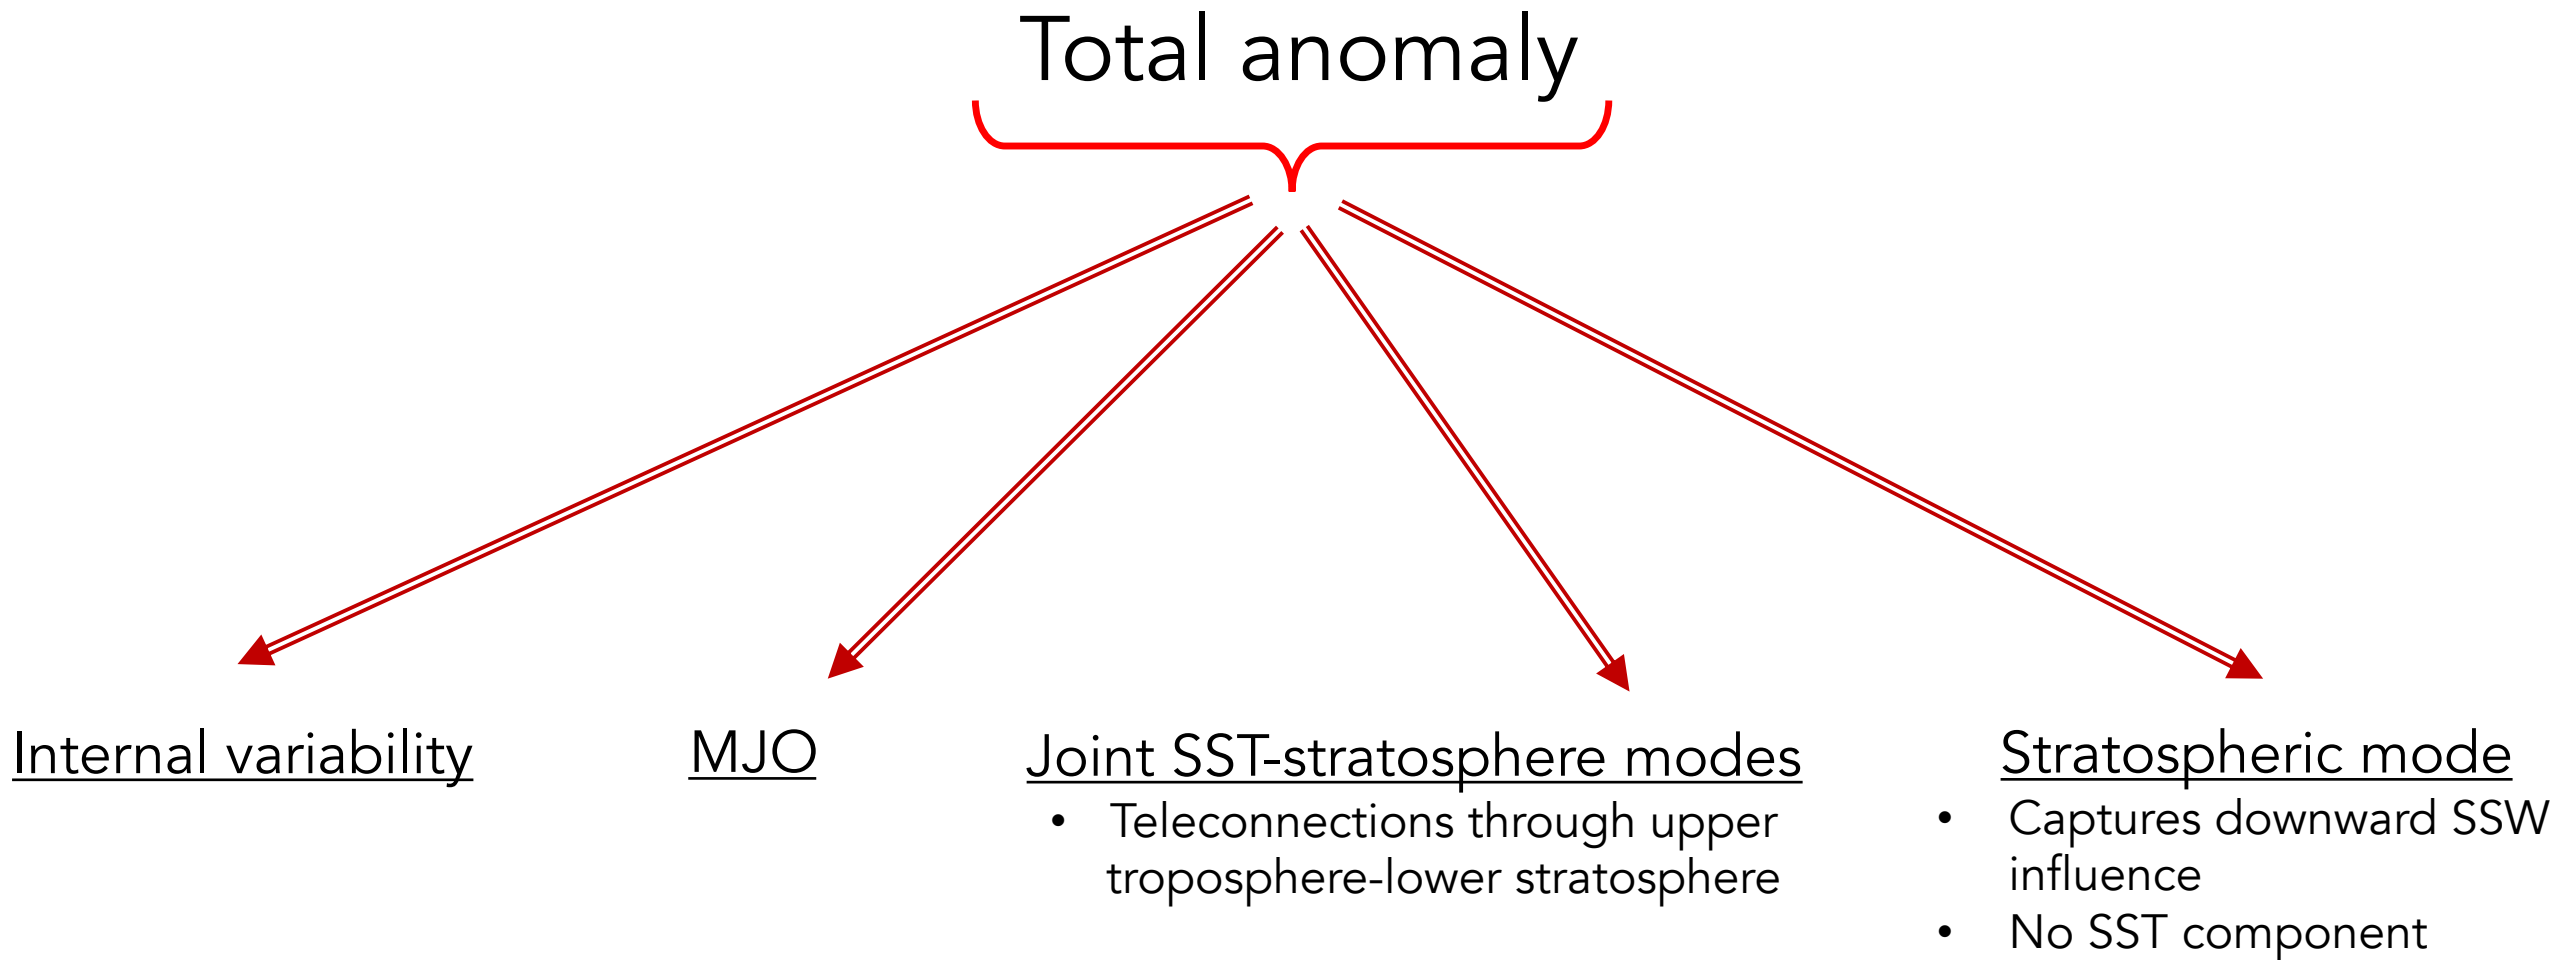 Total anomaly
Internal variability
MJO
Joint SST-stratosphere modes
• Teleconnections through upper
troposphere-lower stratosphere
Stratospheric mode
• Captures downward SSW
influence
• No SST component